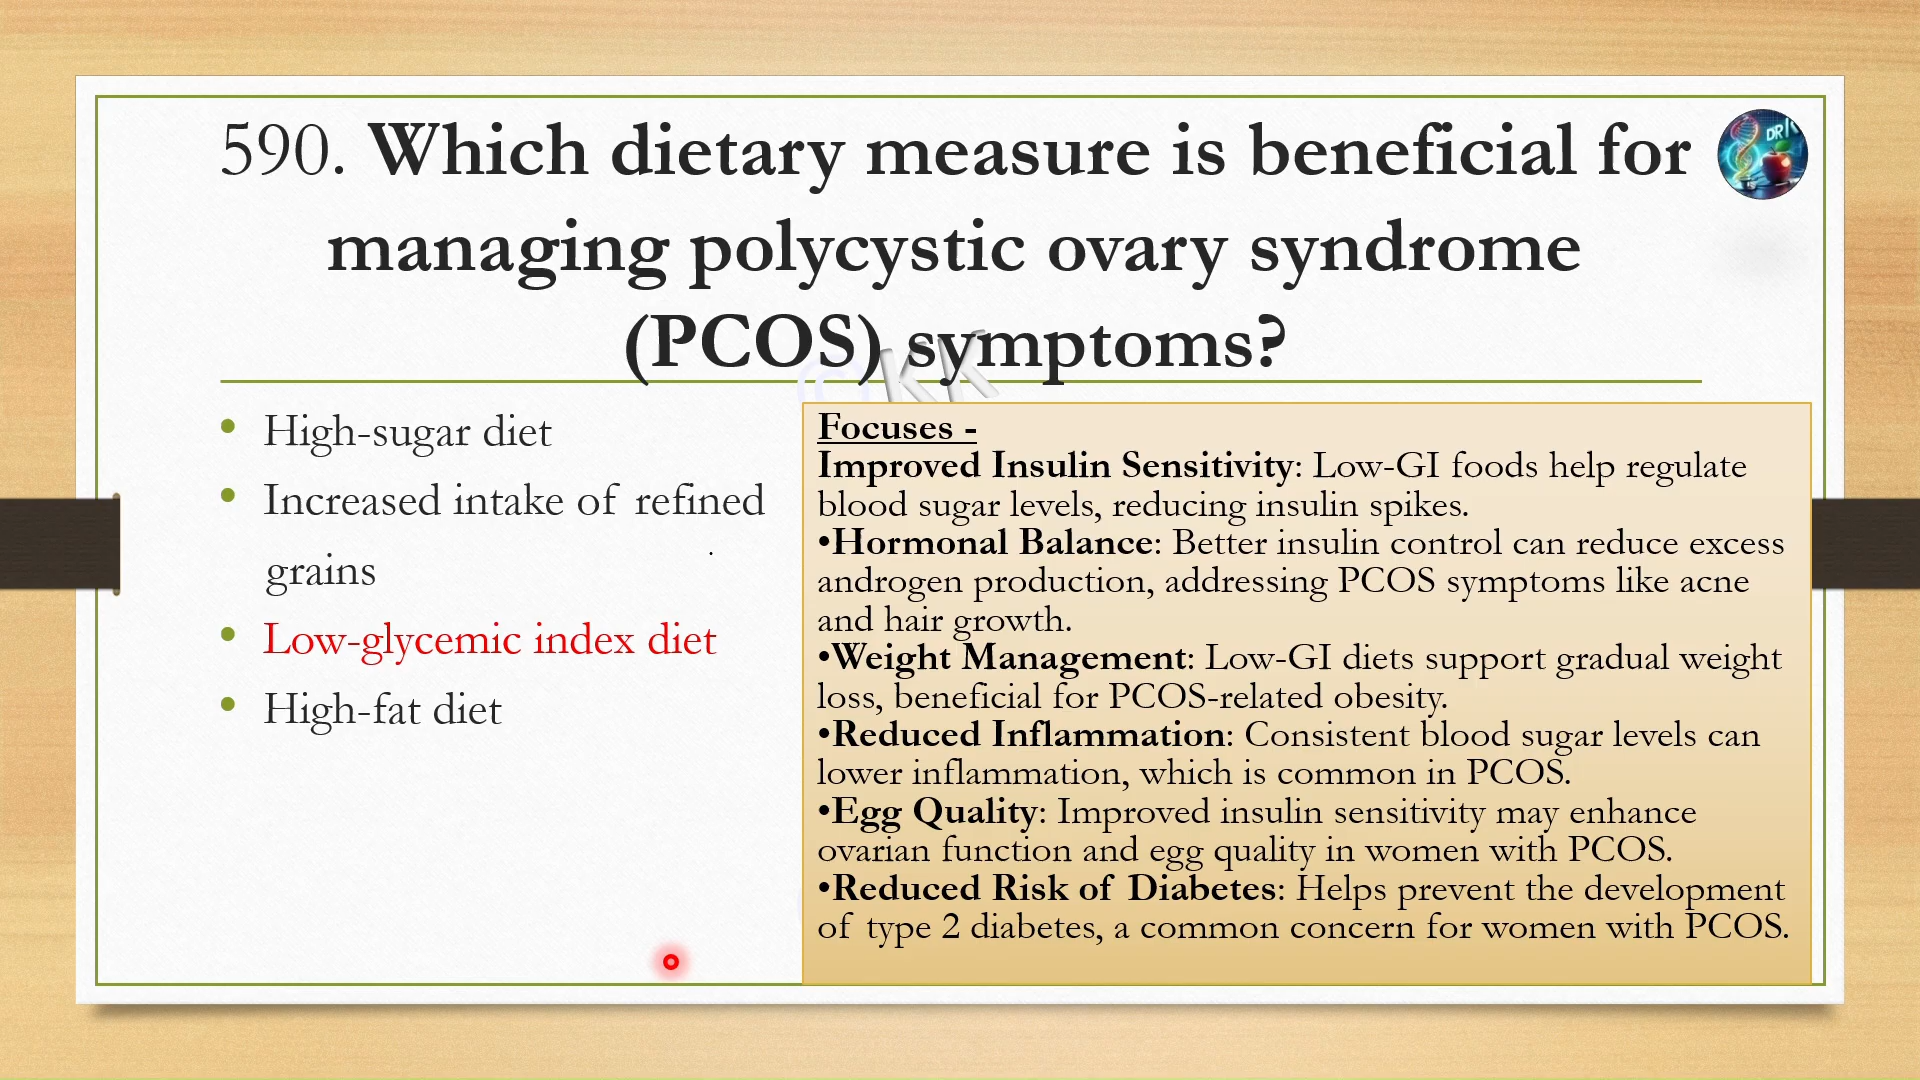 590. Which dietary measure is beneficial for
managing polycystic ovary syndrome
(PCOS) symptoms?
DR
KK
• High-sugar diet
• Increased intake of refined
grains
• Low-glycemic index diet
• High-fat diet
Focuses -
Improved Insulin Sensitivity: Low-GI foods help regulate
blood sugar levels, reducing insulin spikes.
•Hormonal Balance: Better insulin control can reduce excess
androgen production, addressing PCOS symptoms like acne
and hair growth.
•Weight Management: Low-GI diets support gradual weight
loss, beneficial for PCOS-related obesity.
•Reduced Inflammation: Consistent blood sugar levels can
lower inflammation, which is common in PCOS.
•Egg Quality: Improved insulin sensitivity may enhance
ovarian function and egg quality in women with PCOS.
•Reduced Risk of Diabetes: Helps prevent the development
of type 2 diabetes, a common concern for women with PCOS.